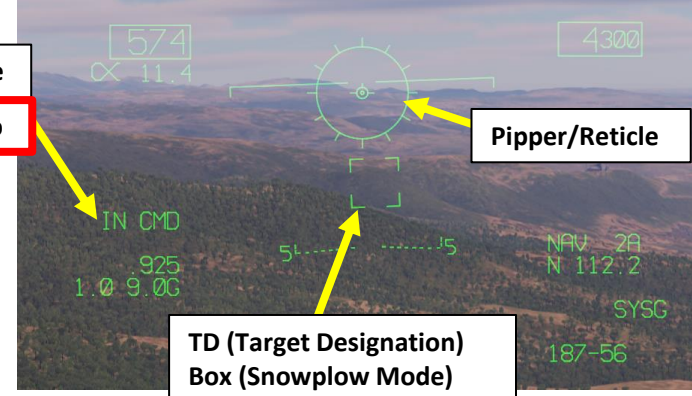 574
4300
α 11.4
e
Pipper/Reticle
IN CMD
5 5
.925
1.0 9.0G
NAV 2A
N 112.2
SYSG
187-56
TD (Target Designation)
Box (Snowplow Mode)